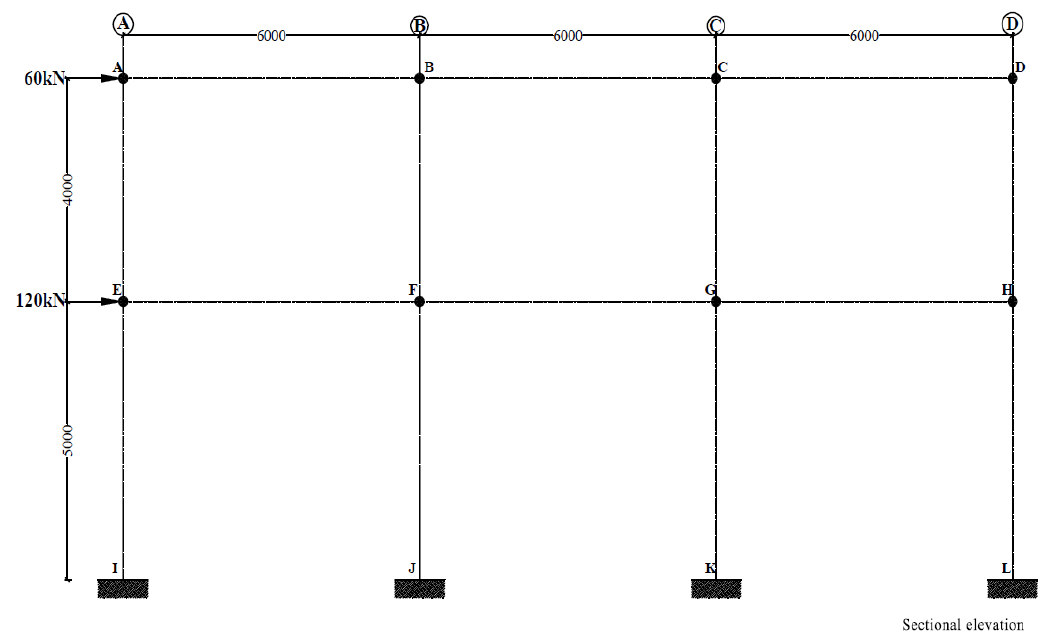 A B C D
6000 6000 6000
60kN A B C D
4000
120kN E F G H
5000
I J K L
Sectional elevation